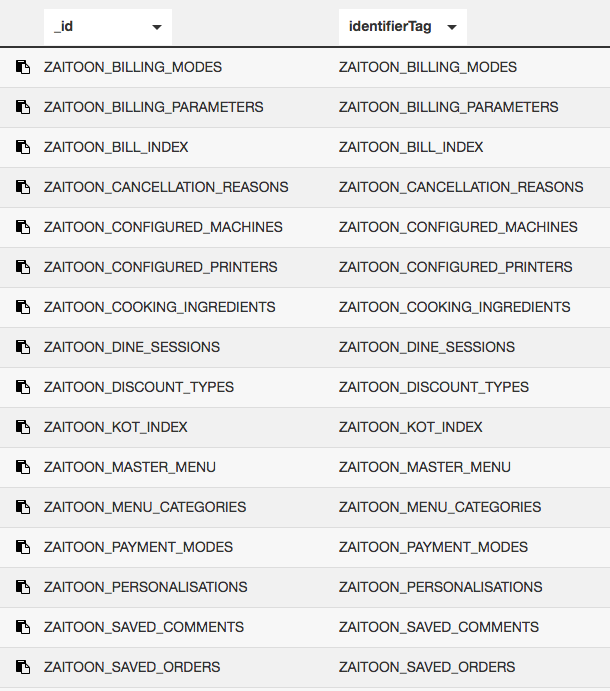 _id identifierTag
ZAITOON_BILLING_MODES ZAITOON_BILLING_MODES
ZAITOON_BILLING_PARAMETERS ZAITOON_BILLING_PARAMETERS
ZAITOON_BILL_INDEX ZAITOON_BILL_INDEX
ZAITOON_CANCELLATION_REASONS ZAITOON_CANCELLATION_REASONS
ZAITOON_CONFIGURED_MACHINES ZAITOON_CONFIGURED_MACHINES
ZAITOON_CONFIGURED_PRINTERS ZAITOON_CONFIGURED_PRINTERS
ZAITOON_COOKING_INGREDIENTS ZAITOON_COOKING_INGREDIENTS
ZAITOON_DINE_SESSIONS ZAITOON_DINE_SESSIONS
ZAITOON_DISCOUNT_TYPES ZAITOON_DISCOUNT_TYPES
ZAITOON_KOT_INDEX ZAITOON_KOT_INDEX
ZAITOON_MASTER_MENU ZAITOON_MASTER_MENU
ZAITOON_MENU_CATEGORIES ZAITOON_MENU_CATEGORIES
ZAITOON_PAYMENT_MODES ZAITOON_PAYMENT_MODES
ZAITOON_PERSONALISATIONS ZAITOON_PERSONALISATIONS
ZAITOON_SAVED_COMMENTS ZAITOON_SAVED_COMMENTS
ZAITOON_SAVED_ORDERS ZAITOON_SAVED_ORDERS